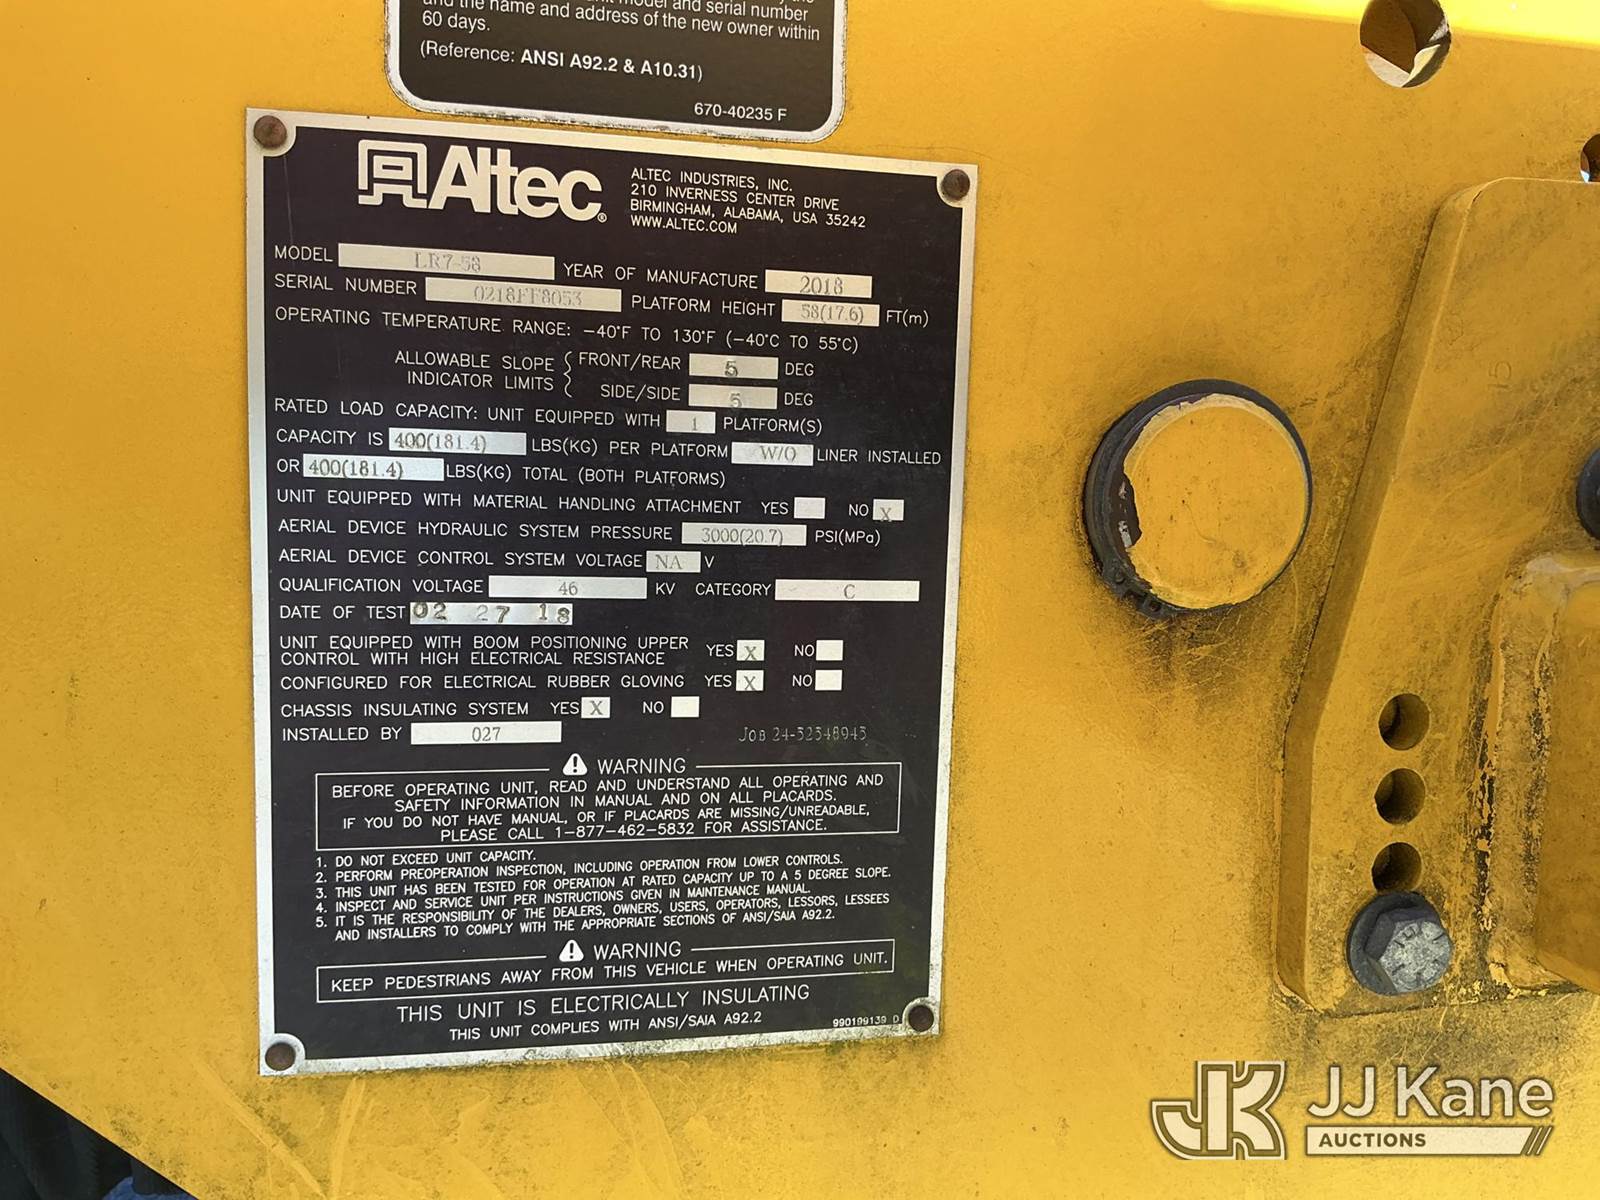 and the name and address of the new owner within
60 days.
(Reference: ANSI A92.2 & A10.31)
670-40235 F
Altec®
ALTEC INDUSTRIES, INC.
210 INVERNESS CENTER DRIVE
BIRMINGHAM, ALABAMA, USA 35242
WWW.ALTEC.COM
MODEL LR7-58 YEAR OF MANUFACTURE 2018
SERIAL NUMBER 0218FF8053 PLATFORM HEIGHT 58(17.6) FT(m)
OPERATING TEMPERATURE RANGE: -40°F TO 130°F (-40°C TO 55°C)
ALLOWABLE SLOPE INDICATOR LIMITS { FRONT/REAR 5 DEG
SIDE/SIDE 5 DEG
RATED LOAD CAPACITY: UNIT EQUIPPED WITH 1 PLATFORM(S)
CAPACITY IS 400(181.4) LBS(KG) PER PLATFORM W/O LINER INSTALLED
OR 400(181.4) LBS(KG) TOTAL (BOTH PLATFORMS)
UNIT EQUIPPED WITH MATERIAL HANDLING ATTACHMENT YES NO X
AERIAL DEVICE HYDRAULIC SYSTEM PRESSURE 3000(20.7) PSI(MPa)
AERIAL DEVICE CONTROL SYSTEM VOLTAGE NA V
QUALIFICATION VOLTAGE 46 KV CATEGORY C
DATE OF TEST 02 27 18
UNIT EQUIPPED WITH BOOM POSITIONING UPPER
CONTROL WITH HIGH ELECTRICAL RESISTANCE YES X NO
CONFIGURED FOR ELECTRICAL RUBBER GLOVING YES X NO
CHASSIS INSULATING SYSTEM YES X NO
INSTALLED BY 027 JOB 24-52548945
WARNING
BEFORE OPERATING UNIT, READ AND UNDERSTAND ALL OPERATING AND
SAFETY INFORMATION IN MANUAL AND ON ALL PLACARDS.
IF YOU DO NOT HAVE MANUAL, OR IF PLACARDS ARE MISSING/UNREADABLE,
PLEASE CALL 1-877-462-5832 FOR ASSISTANCE.
1. DO NOT EXCEED UNIT CAPACITY.
2. PERFORM PREOPERATION INSPECTION, INCLUDING OPERATION FROM LOWER CONTROLS.
3. THIS UNIT HAS BEEN TESTED FOR OPERATION AT RATED CAPACITY UP TO A 5 DEGREE SLOPE.
4. INSPECT AND SERVICE UNIT PER INSTRUCTIONS GIVEN IN MAINTENANCE MANUAL.
5. IT IS THE RESPONSIBILITY OF THE DEALERS, OWNERS, USERS, OPERATORS, LESSORS, LESSEES
AND INSTALLERS TO COMPLY WITH THE APPROPRIATE SECTIONS OF ANSI/SAIA A92.2.
WARNING
KEEP PEDESTRIANS AWAY FROM THIS VEHICLE WHEN OPERATING UNIT.
THIS UNIT IS ELECTRICALLY INSULATING
THIS UNIT COMPLIES WITH ANSI/SAIA A92.2
990199139 D
15
JK JJ Kane
AUCTIONS